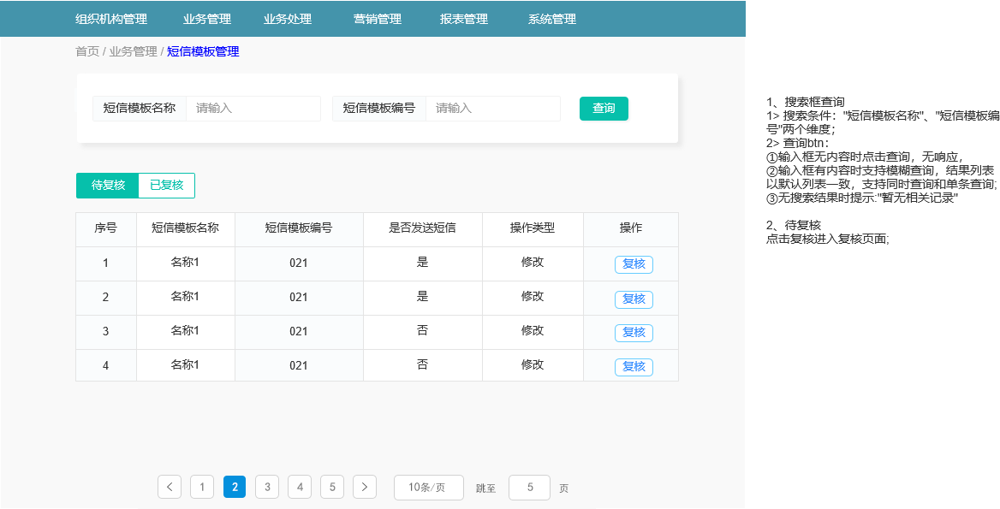 组织机构管理 业务管理 业务处理 营销管理 报表管理 系统管理
首页 / 业务管理 / 短信模板管理
短信模板名称 请输入 短信模板编号 请输入 查询
待复核 已复核
序号 短信模板名称 短信模板编号 是否发送短信 操作类型 操作
1 名称1 021 是 修改 复核
2 名称1 021 是 修改 复核
3 名称1 021 否 修改 复核
4 名称1 021 否 修改 复核
< 1 2 3 4 5 > 10条/页 跳至 5 页
1、搜索框查询
1> 搜索条件："短信模板名称"、"短信模板编
号"两个维度；
2> 查询btn：
①输入框无内容时点击查询，无响应，
②输入框有内容时支持模糊查询，结果列表
以默认列表一致，支持同时查询和单条查询;
③无搜索结果时提示:"暂无相关记录"
2、待复核
点击复核进入复核页面;